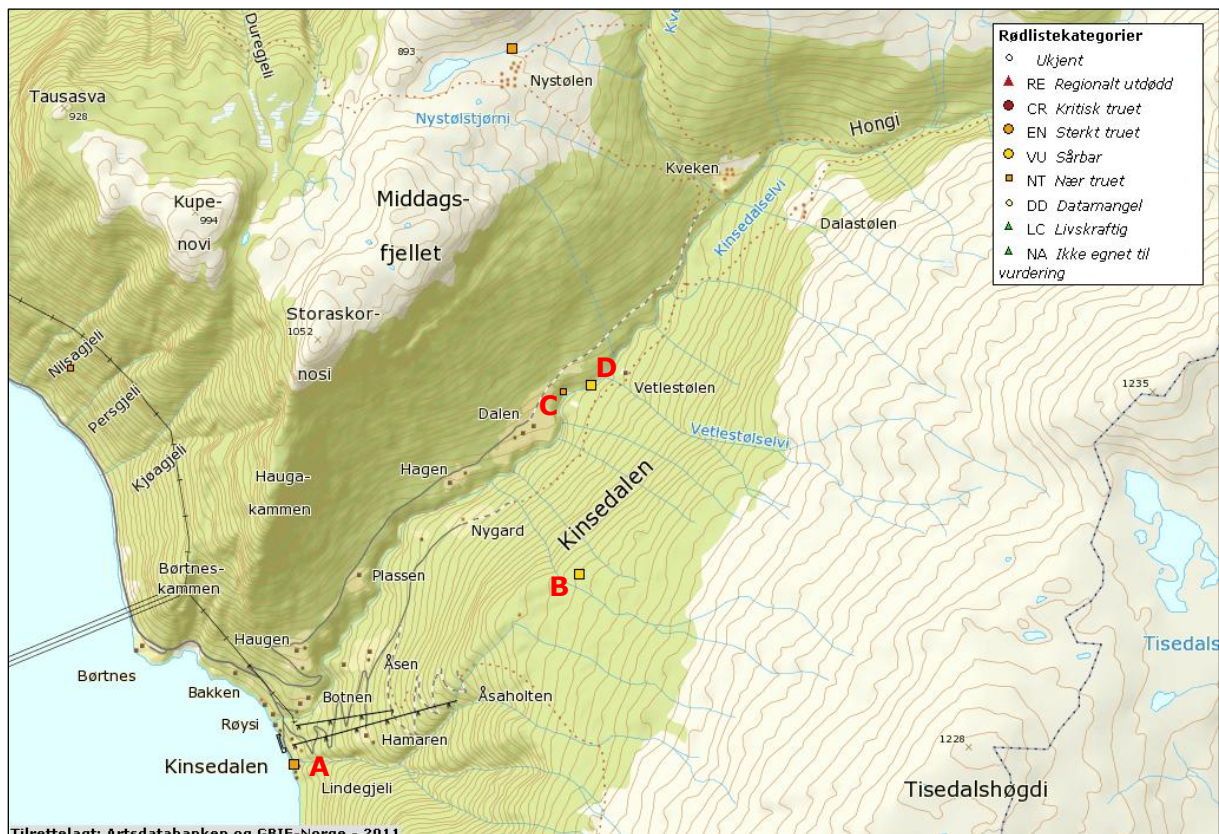 Rødlistekategorier
Ukjent
RE Regionalt utdødd
CR Kritisk truet
EN Sterkt truet
VU Sårbar
NT Nær truet
DD Datamangel
LC Livskraftig
NA Ikke egnet til
vurdering
Duregjeli
893
Nystølen
Tausasva
928
Nystølstjørni
Hongi
Kveken
Kupe-
994
novi
Middags-
fjellet
Kinsedalselvi
Dalastølen
Storaskor-
1052
nosi
Nilsagjeli
Persgjeli
Kjøagjeli
D
C
Vetlestølen
1235
Dalen
Vetlestølselvi
Hagen
Hauga-
kammen
Kinsedalen
Nygard
Børtnes-
kammen
Plassen
B
Haugen
Åsen
Tisedals
Børtnes
Bakken
Botnen
Åsaholten
Røysi
Hamaren
1228
Kinsedalen
A
Lindegjeli
Tisedalshøgdi
Tilrettelagt: Artsdatabanken og GBIF-Norge - 2011